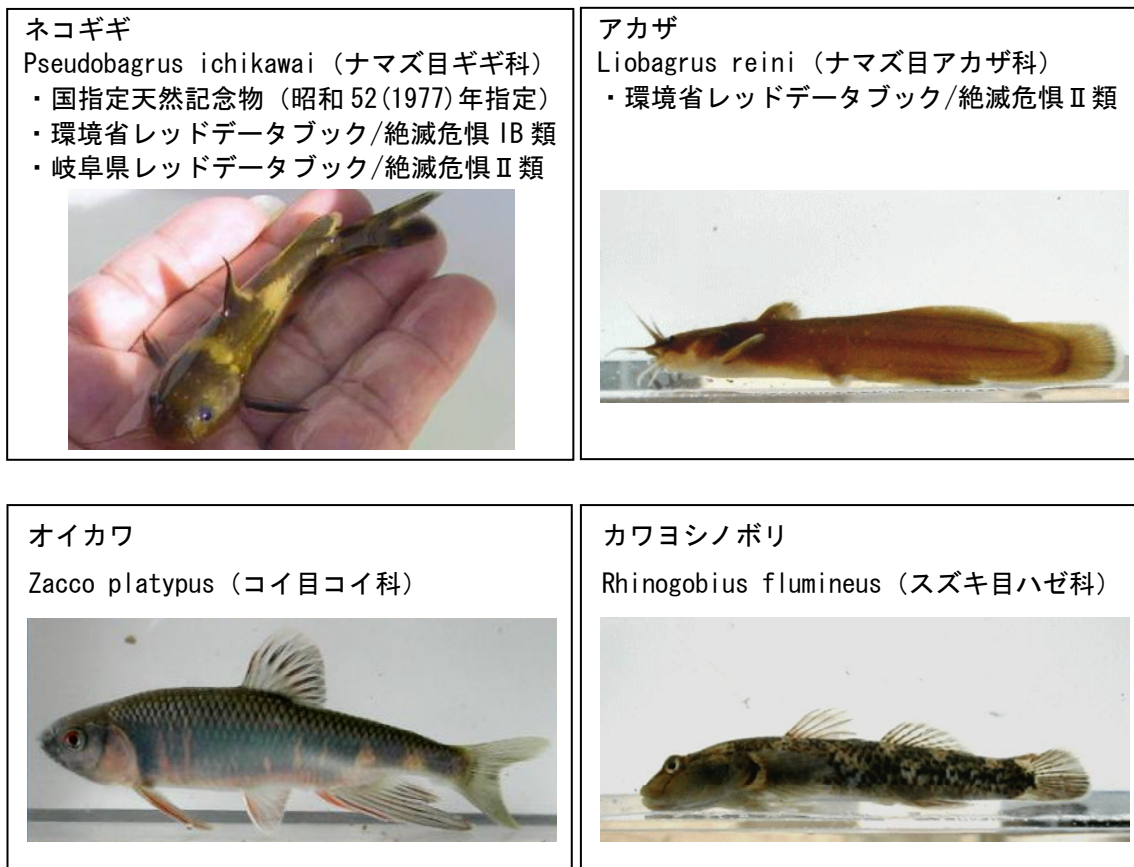 ネコギギ
Pseudobagrus ichikawai（ナマズ目ギギ科）
・国指定天然記念物（昭和52(1977)年指定）
・環境省レッドデータブック/絶滅危惧IB類
・岐阜県レッドデータブック/絶滅危惧Ⅱ類
アカザ
Liobagrus reini（ナマズ目アカザ科）
・環境省レッドデータブック/絶滅危惧Ⅱ類
オイカワ
Zacco platypus（コイ目コイ科）
カワヨシノボリ
Rhinogobius flumineus（スズキ目ハゼ科）